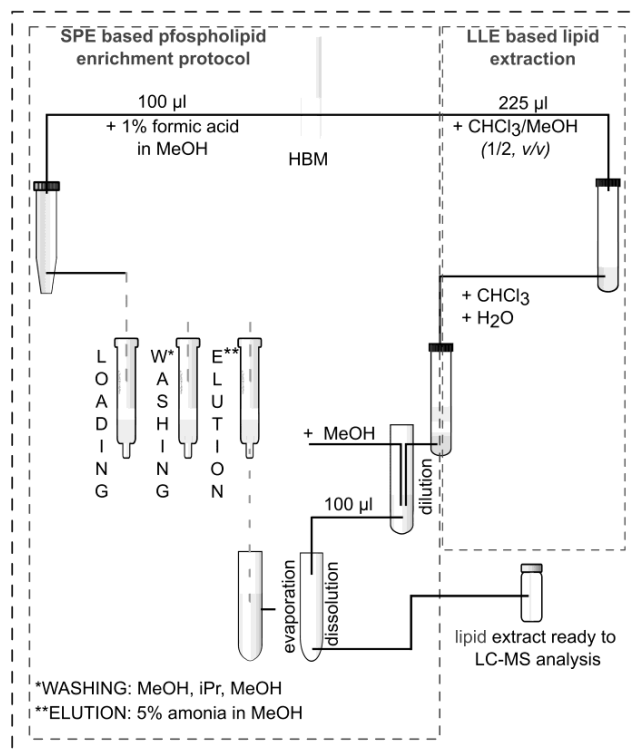 SPE based pfospholipid
enrichment protocol
LLE based lipid
extraction
100 µl
+ 1% formic acid
in MeOH
HBM
225 µl
+ CHCl3/MeOH
(1/2, v/v)
+ CHCl3
+ H2O
LOADING
W*ASHING
E**LUTION
+ MeOH
dilution
100 µl
evaporation
dissolution
lipid extract ready to
LC-MS analysis
*WASHING: MeOH, iPr, MeOH
**ELUTION: 5% amonia in MeOH